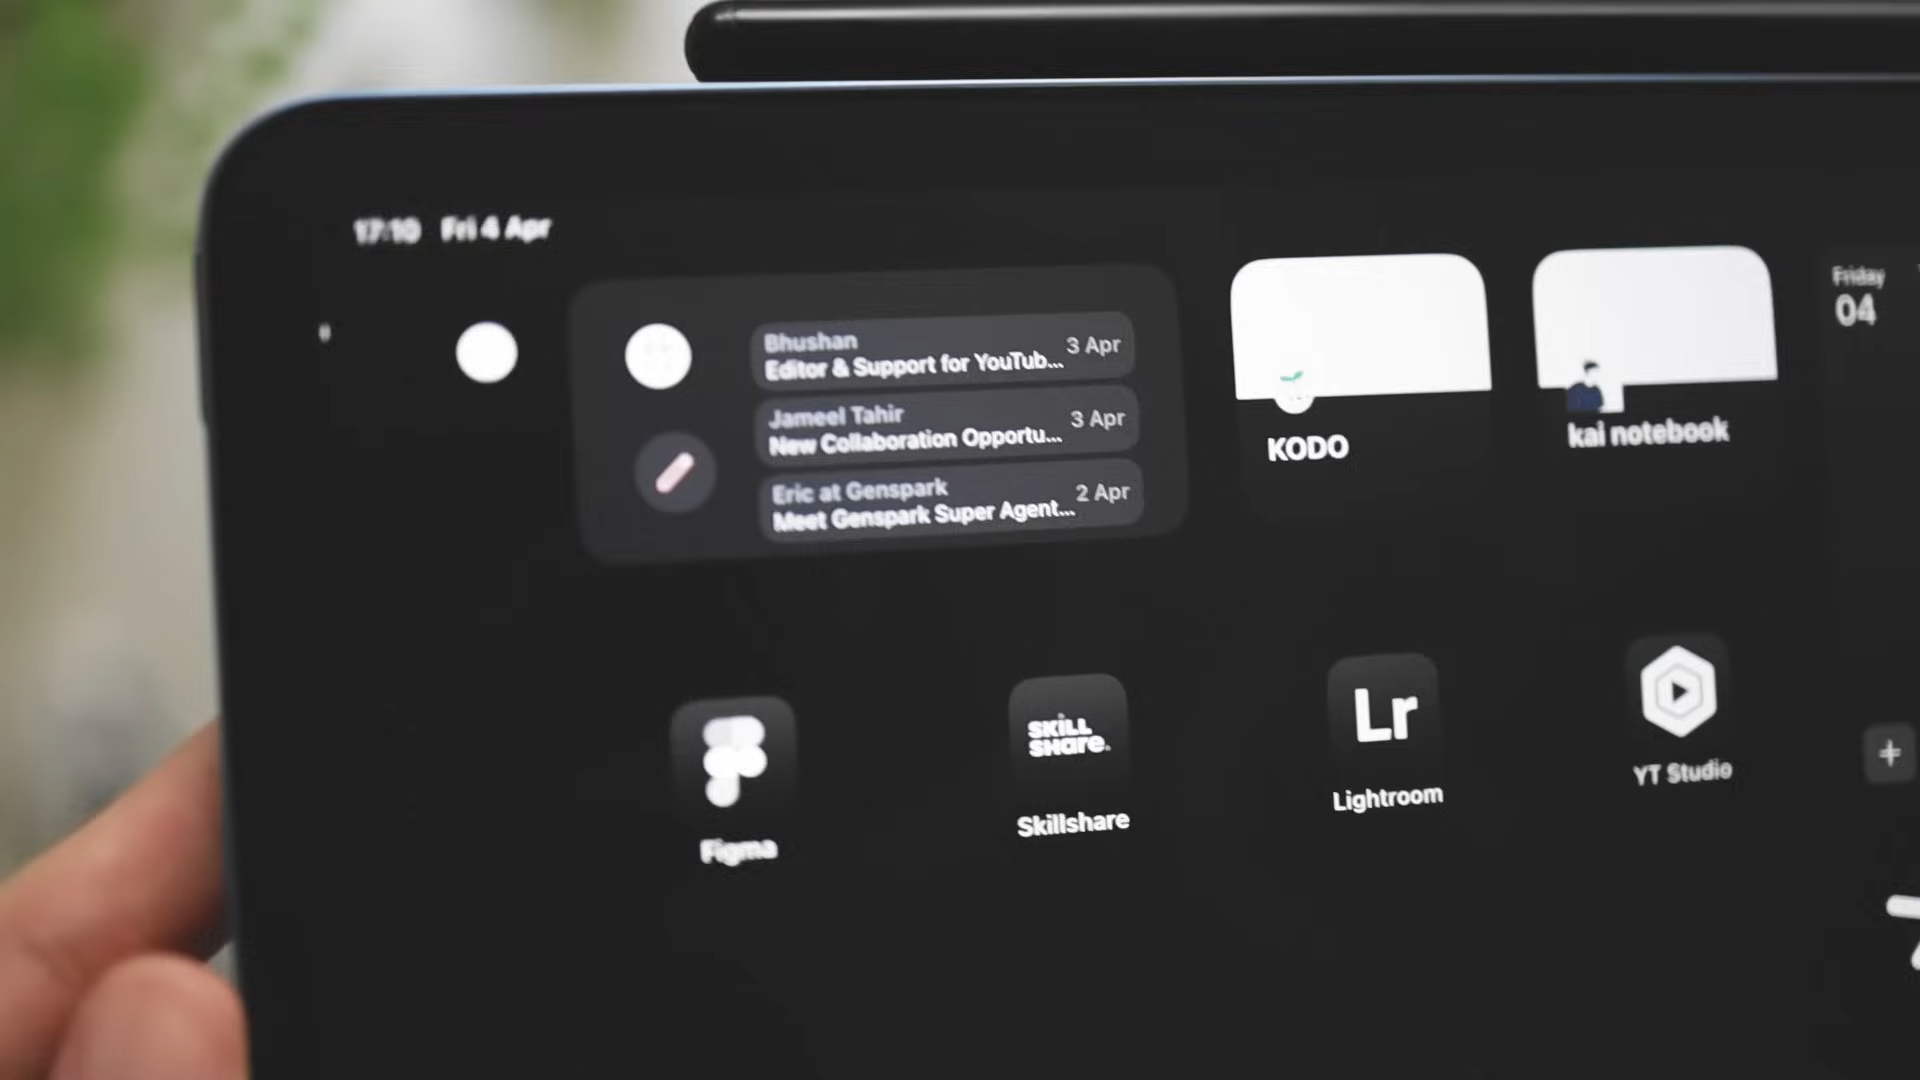 17:10 Fri 4 Apr
Bhushan
3 Apr
Editor & Support for YouTub...
Jameel Tahir
3 Apr
New Collaboration Opportu...
Eric at Genspark
2 Apr
Meet Genspark Super Agent...
KODO
kai notebook
Friday
04
SKILL
SHare.
Lr
Figma
Skillshare
Lightroom
YT Studio